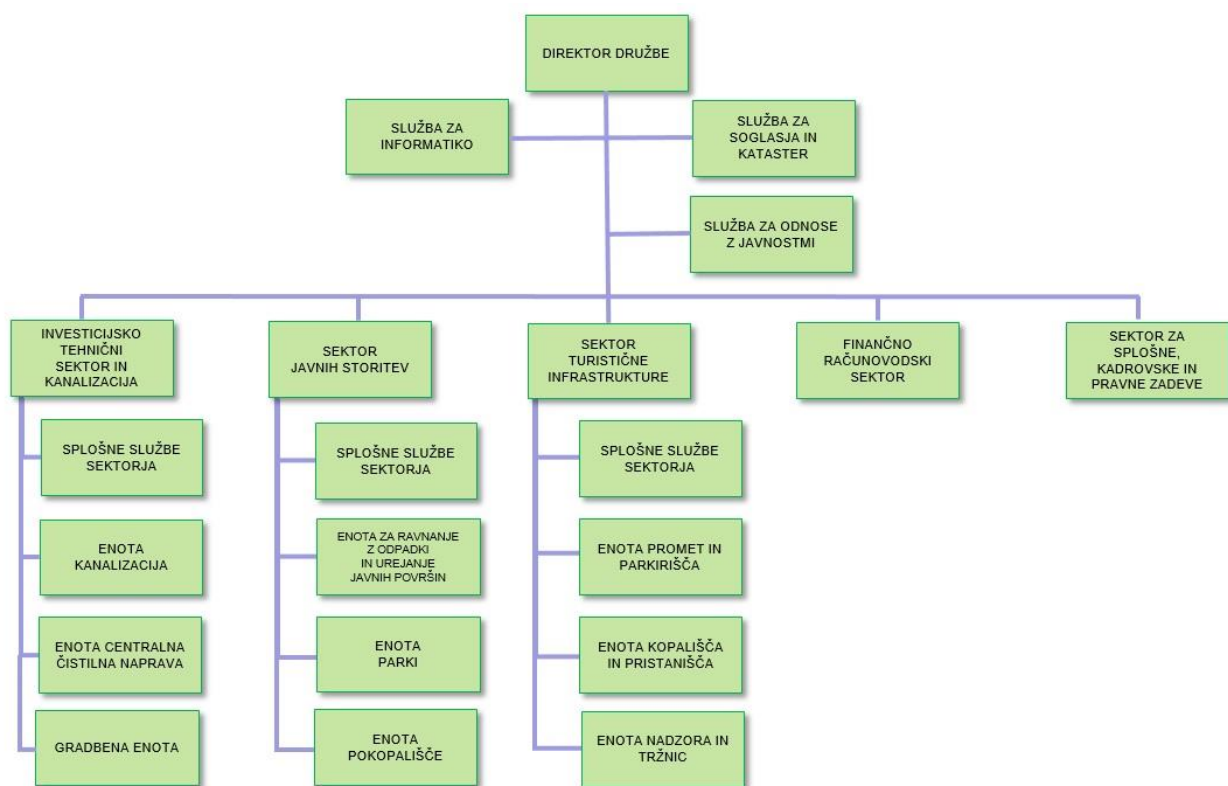 DIREKTOR DRUŽBE
SLUŽBA ZA
INFORMATIKO
SLUŽBA ZA
SOGLASJA IN
KATASTER
SLUŽBA ZA ODNOSE
Z JAVNOSTMI
INVESTICIJSKO
TEHNIČNI
SEKTOR IN
KANALIZACIJA
SEKTOR
JAVNIH STORITEV
SEKTOR
TURISTIČNE
INFRASTRUKTURE
FINANČNO
RAČUNOVODSKI
SEKTOR
SEKTOR ZA
SPLOŠNE,
KADROVSKE IN
PRAVNE ZADEVE
SPLOŠNE SLUŽBE
SEKTORJA
ENOTA
KANALIZACIJA
ENOTA CENTRALNA
ČISTILNA NAPRAVA
GRADBENA ENOTA
SPLOŠNE SLUŽBE
SEKTORJA
ENOTA ZA RAVNANJE
Z ODPADKI
IN UREJANJE
JAVNIH POVRŠIN
ENOTA
PARKI
ENOTA
POKOPALIŠČE
SPLOŠNE SLUŽBE
SEKTORJA
ENOTA PROMET IN
PARKIRIŠČA
ENOTA KOPALIŠČA
IN PRISTANIŠČA
ENOTA NADZORA IN
TRŽNIC